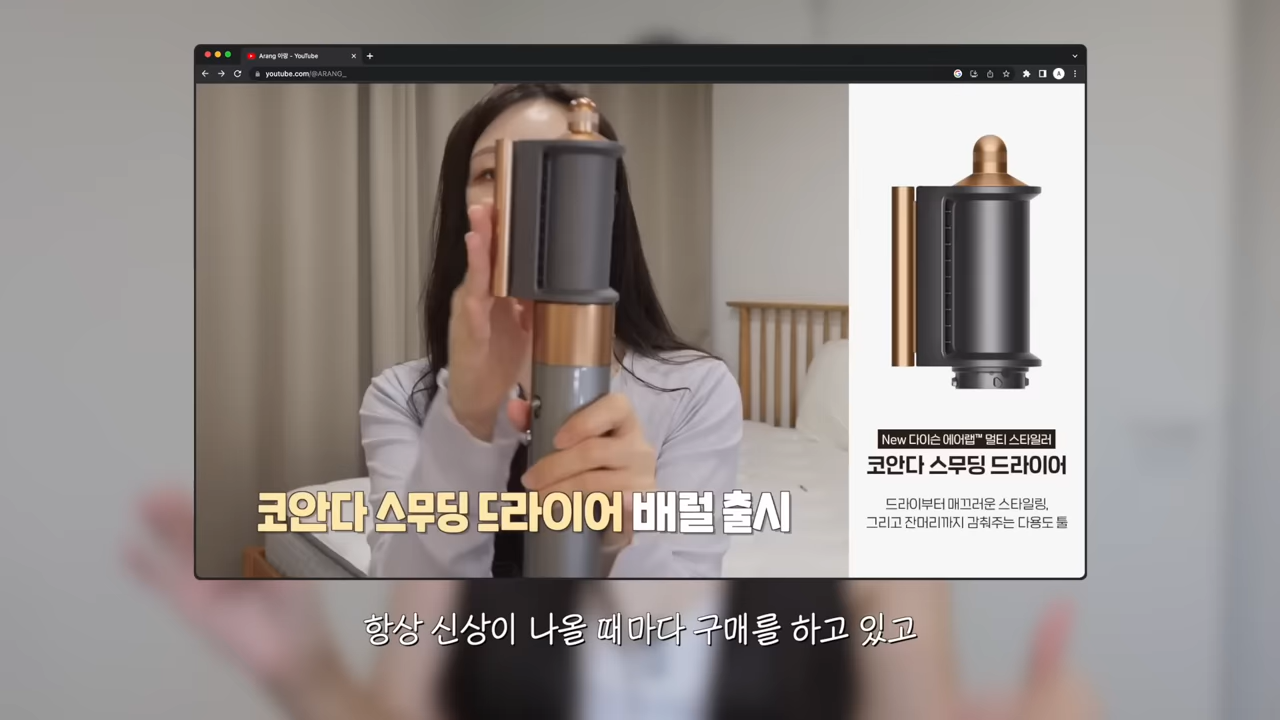 Arang 아랑 - YouTube
youtube.com/@ARANG_
A
New 다이슨 에어랩™ 멀티 스타일러
코안다 스무딩 드라이어
드라이부터 매끄러운 스타일링,
그리고 잔머리까지 감춰주는 다용도 툴
코안다 스무딩 드라이어 배럴 출시
항상 신상이 나올 때마다 구매를 하고 있고